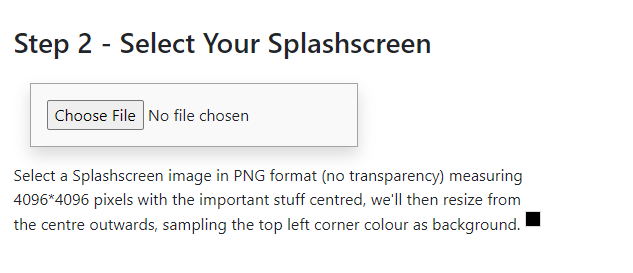 Step 2 - Select Your Splashscreen
Choose File No file chosen
Select a Splashscreen image in PNG format (no transparency) measuring
4096*4096 pixels with the important stuff centred, we'll then resize from
the centre outwards, sampling the top left corner colour as background.